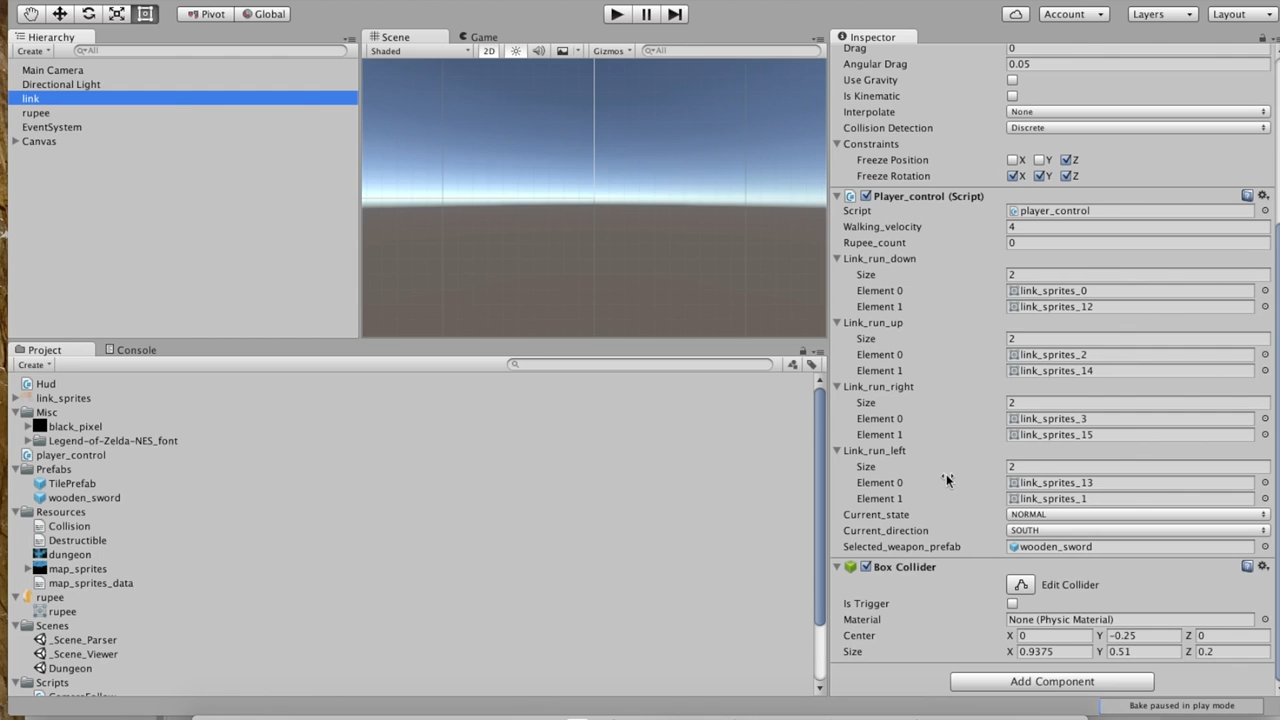 Pivot Global Account Layers Layout
Hierarchy
Create All
Main Camera
Directional Light
link
rupee
EventSystem
Canvas
Scene Game
Shaded 2D Gizmos All
Inspector
Drag 0
Angular Drag 0.05
Use Gravity
Is Kinematic
Interpolate None
Collision Detection Discrete
Constraints
Freeze Position X Y Z
Freeze Rotation X Y Z
Player_control (Script)
Script player_control
Walking_velocity 4
Rupee_count 0
Link_run_down
Size 2
Element 0 link_sprites_0
Element 1 link_sprites_12
Link_run_up
Size 2
Element 0 link_sprites_2
Element 1 link_sprites_14
Link_run_right
Size 2
Element 0 link_sprites_3
Element 1 link_sprites_15
Link_run_left
Size 2
Element 0 link_sprites_13
Element 1 link_sprites_1
Current_state NORMAL
Current_direction SOUTH
Selected_weapon_prefab wooden_sword
Box Collider
Edit Collider
Is Trigger
Material None (Physic Material)
Center X 0 Y -0.25 Z 0
Size X 0.9375 Y 0.51 Z 0.2
Add Component
Project Console
Create
Hud
link_sprites
Misc
black_pixel
Legend-of-Zelda-NES_font
player_control
Prefabs
TilePrefab
wooden_sword
Resources
Collision
Destructible
dungeon
map_sprites
map_sprites_data
rupee
rupee
Scenes
_Scene_Parser
_Scene_Viewer
Dungeon
Scripts
CameraFollow
Bake paused in play mode